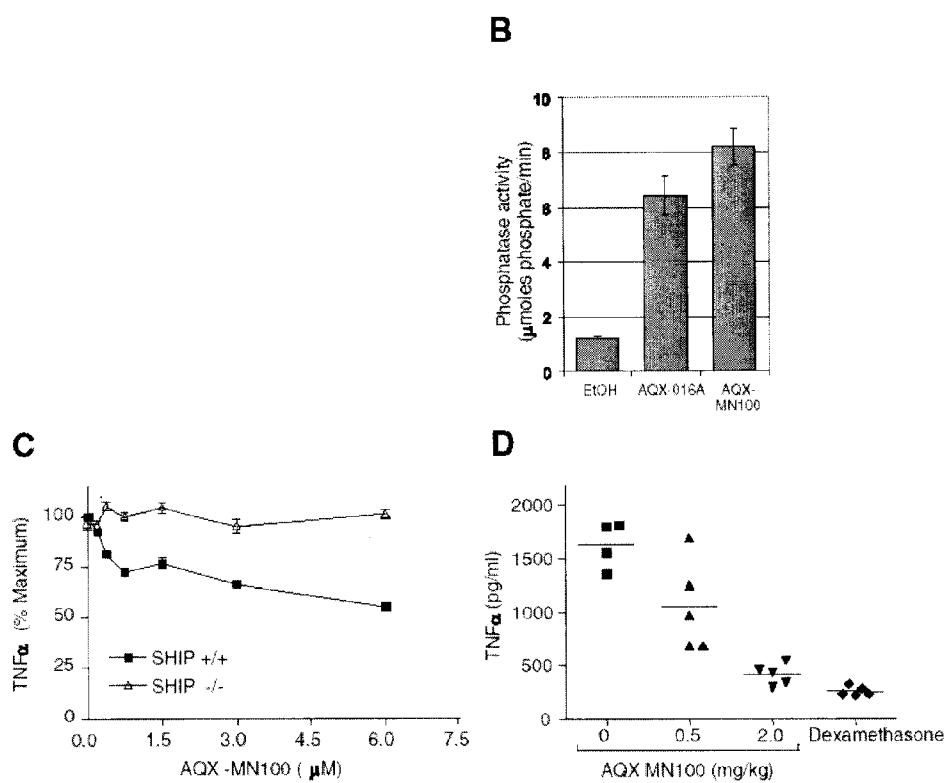 B
10
8
6
4
2
0
Phosphatase activity
(μmoles phosphate/min)
EtOH
AQX-016A
AQX-
MN100
C
100
75
50
25
0
TNFα (% Maximum)
SHIP +/+
SHIP -/-
0.0 1.5 3.0 6.0 7.5
AQX -MN100 ( μM)
D
2000
1500
1000
500
0
TNFα (pg/ml)
0 0.5 2.0 Dexamethasone
AQX MN100 (mg/kg)